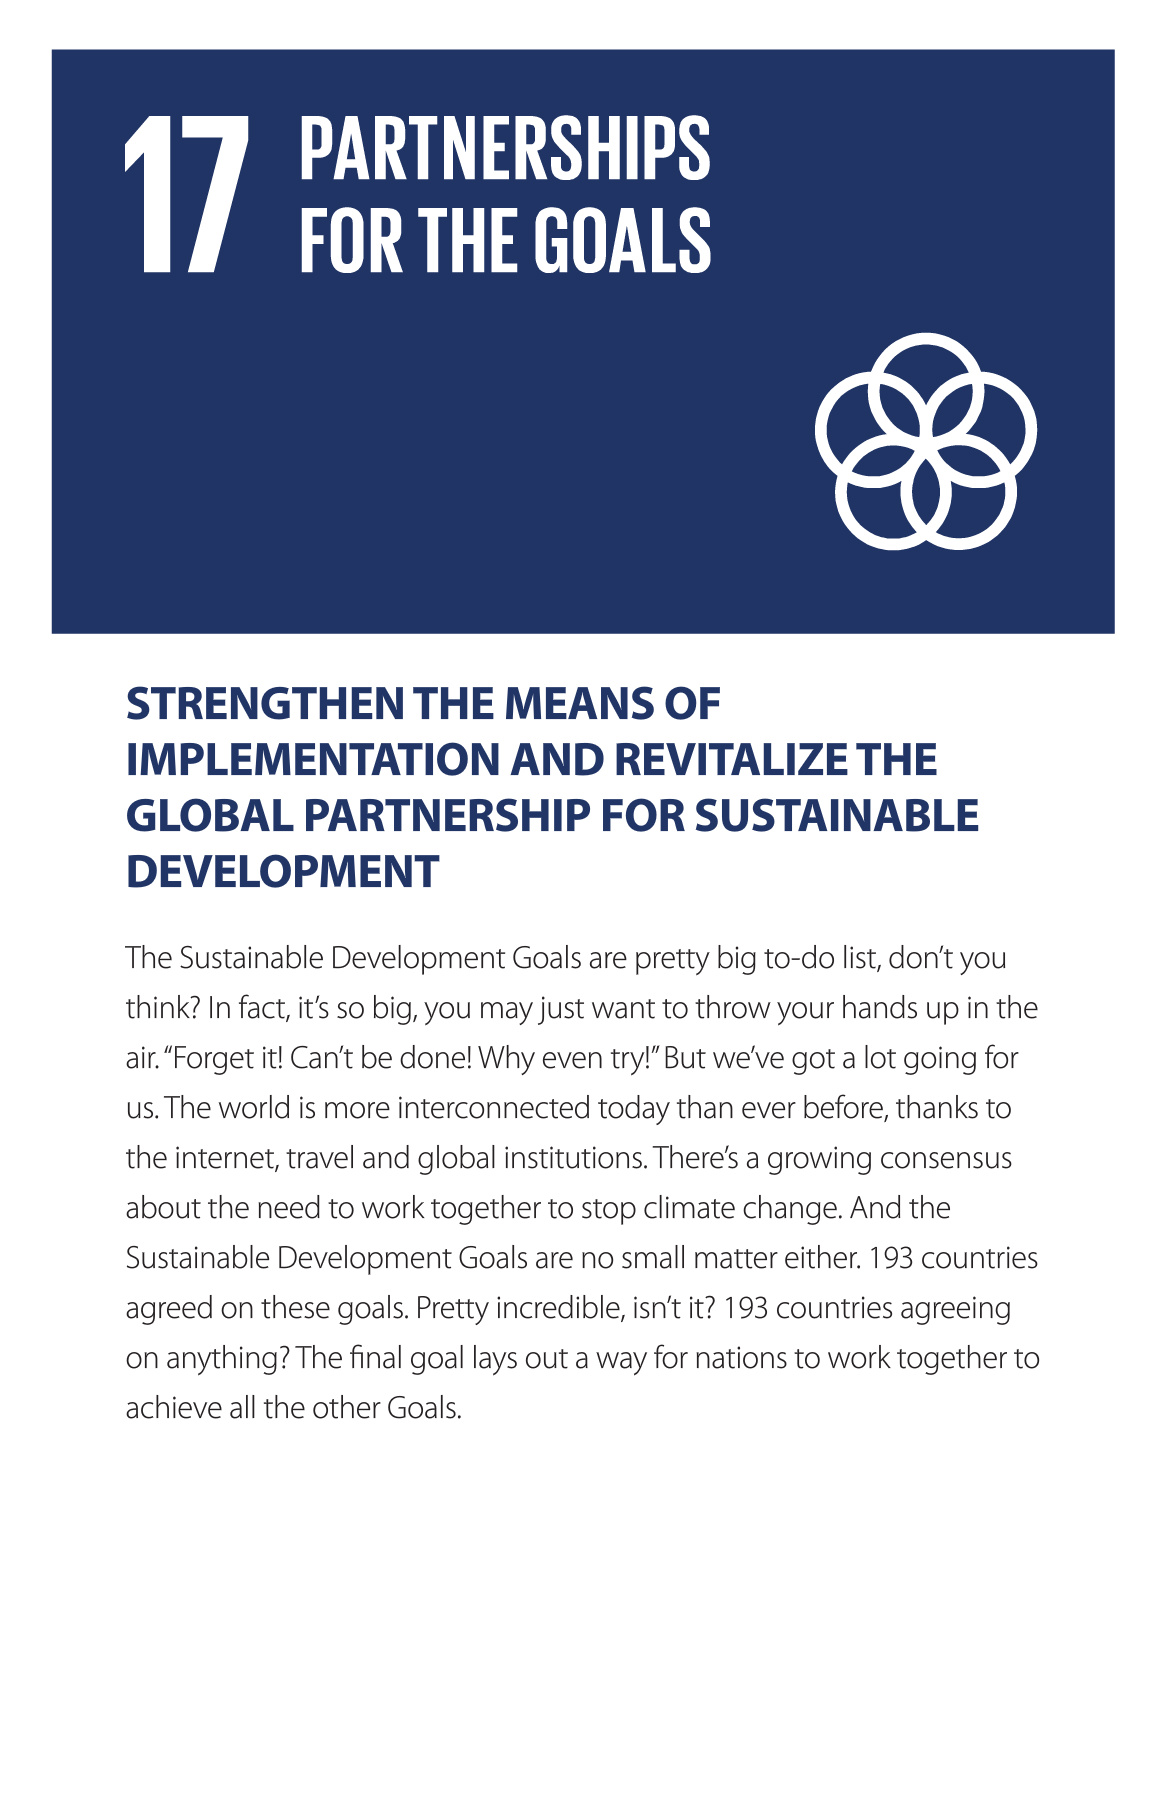 17
PARTNERSHIPS
FOR THE GOALS
STRENGTHEN THE MEANS OF
IMPLEMENTATION AND REVITALIZE THE
GLOBAL PARTNERSHIP FOR SUSTAINABLE
DEVELOPMENT
The Sustainable Development Goals are pretty big to-do list, don’t you
think? In fact, it’s so big, you may just want to throw your hands up in the
air. “Forget it! Can’t be done! Why even try!” But we’ve got a lot going for
us. The world is more interconnected today than ever before, thanks to
the internet, travel and global institutions. There’s a growing consensus
about the need to work together to stop climate change. And the
Sustainable Development Goals are no small matter either. 193 countries
agreed on these goals. Pretty incredible, isn’t it? 193 countries agreeing
on anything? The final goal lays out a way for nations to work together to
achieve all the other Goals.